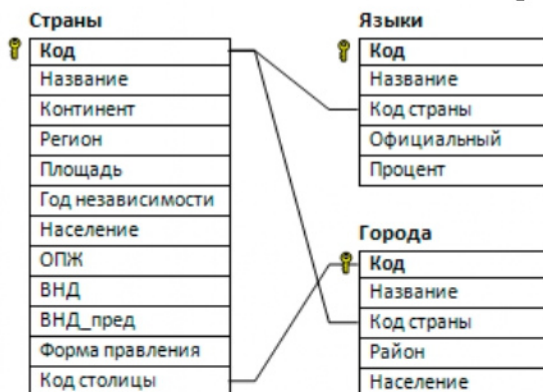 Страны
Код
Название
Континент
Регион
Площадь
Год независимости
Население
ОПЖ
ВНД
ВНД_пред
Форма правления
Код столицы
Языки
Код
Название
Код страны
Официальный
Процент
Города
Код
Название
Код страны
Район
Население